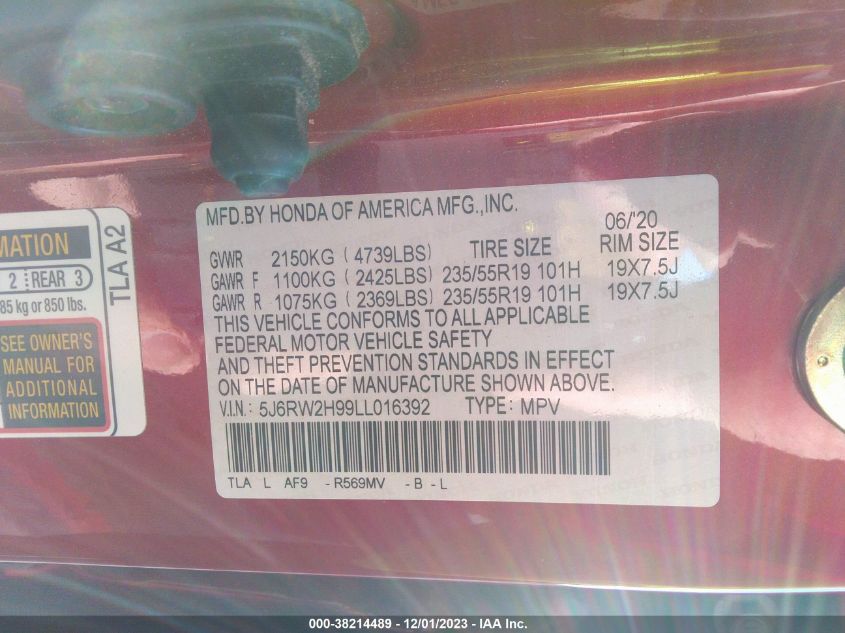 MFD.BY HONDA OF AMERICA MFG.,INC.
06/'20
GVWR 2150KG ( 4739LBS) TIRE SIZE RIM SIZE
GAWR F 1100KG ( 2425LBS) 235/55R19 101H 19X7.5J
GAWR R 1075KG ( 2369LBS) 235/55R19 101H 19X7.5J
THIS VEHICLE CONFORMS TO ALL APPLICABLE
FEDERAL MOTOR VEHICLE SAFETY
AND THEFT PREVENTION STANDARDS IN EFFECT
ON THE DATE OF MANUFACTURE SHOWN ABOVE.
V.I.N.: 5J6RW2H99LL016392 TYPE: MPV
TLA L AF9 -R569MV -B -L
MATION
2 REAR 3
85 kg or 850 lbs.
SEE OWNER'S
MANUAL FOR
ADDITIONAL
INFORMATION
TLA A2
000-38214489 - 12/01/2023 - IAA Inc.